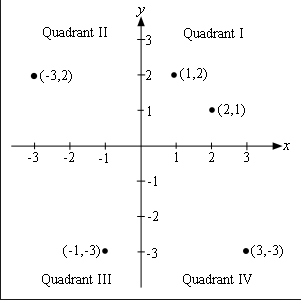 y
Quadrant II
Quadrant I
3
(-3,2)
2
(1,2)
1
(2,1)
x
-3 -2 -1 1 2 3
-1
-2
(-1,-3)
-3
(3,-3)
Quadrant III
Quadrant IV